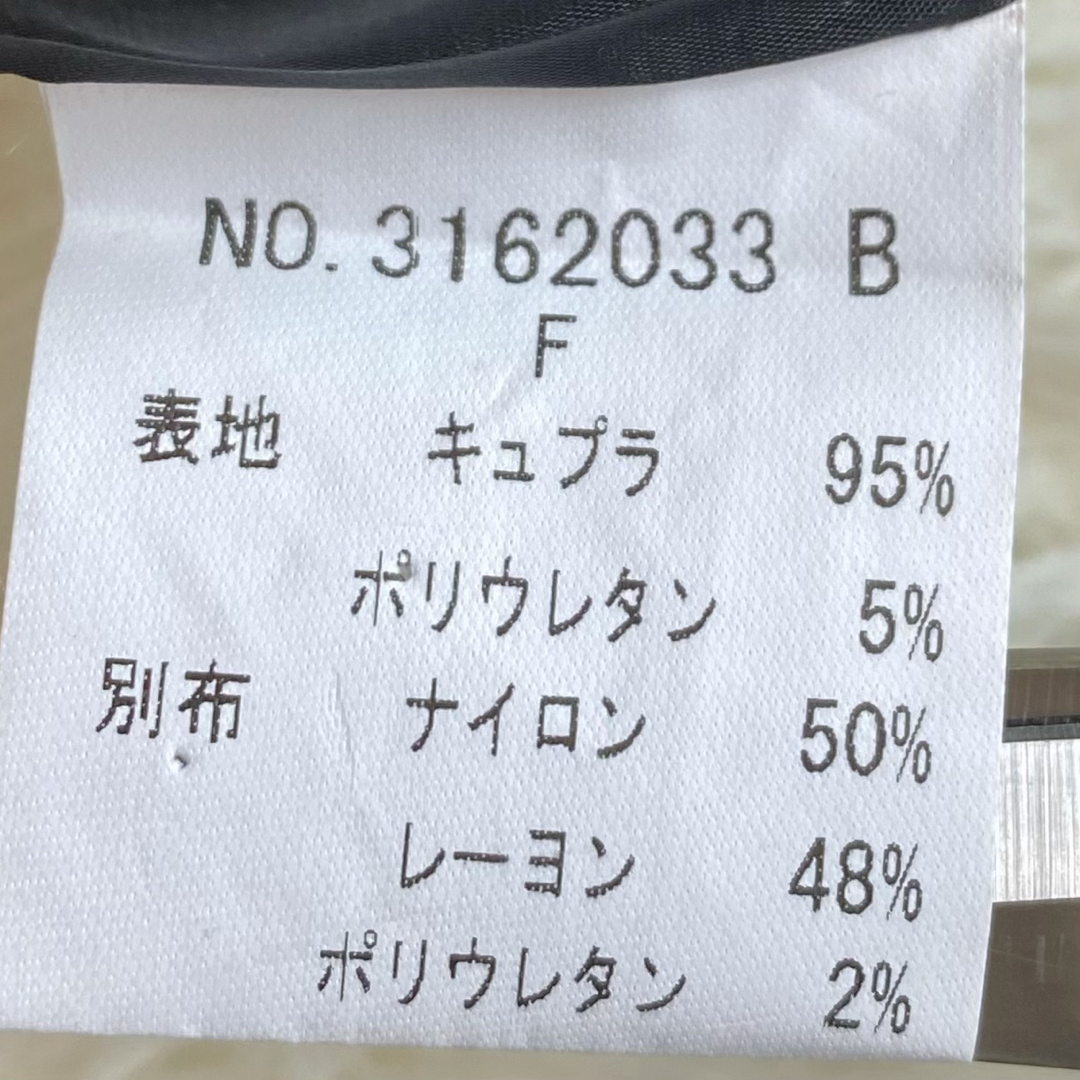 NO. 3162033 B
F
表地 キュプラ 95%
ポリウレタン 5%
別布 ナイロン 50%
レーヨン 48%
ポリウレタン 2%